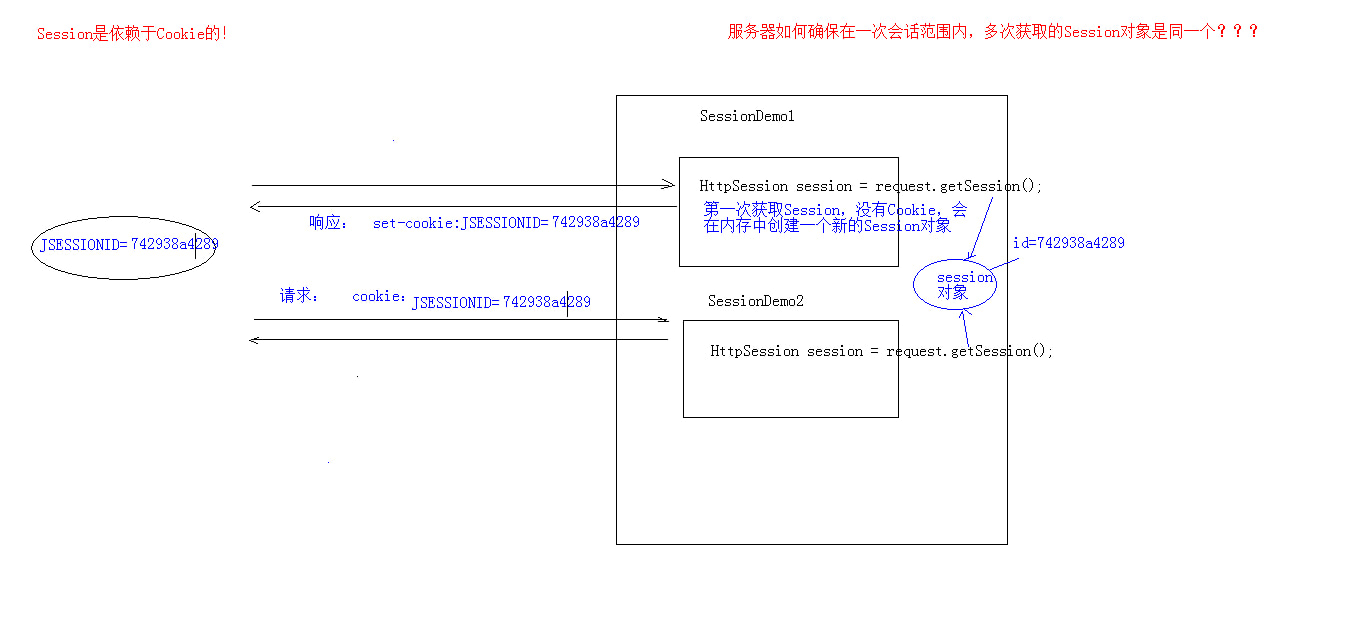 Session是依赖于Cookie的!
服务器如何确保在一次会话范围内，多次获取的Session对象是同一个？？？
SessionDemo1
HttpSession session = request.getSession();
第一次获取Session，没有Cookie，会
在内存中创建一个新的Session对象
响应： set-cookie:JSESSIONID=742938a4289
JSESSIONID=742938a4289
id=742938a4289
session
对象
请求： cookie：JSESSIONID=742938a4289
SessionDemo2
HttpSession session = request.getSession();